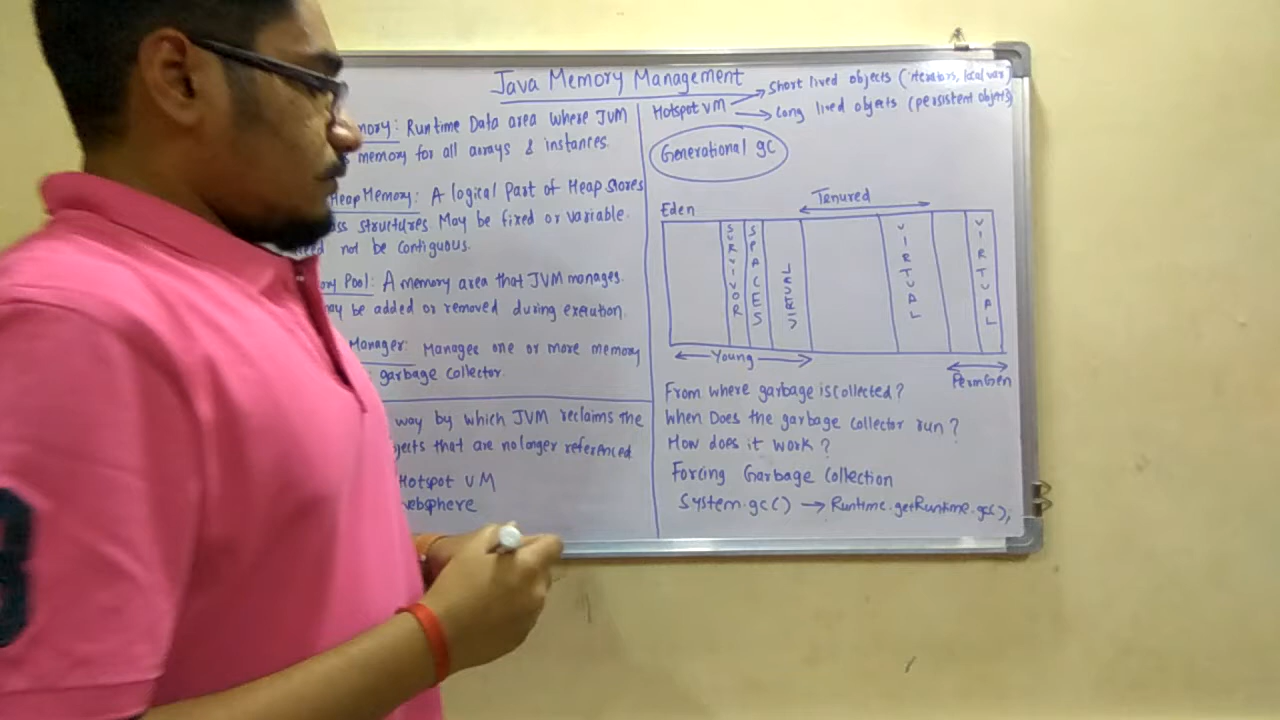 Java Memory Management
mory: Runtime Data area where JVM
memory for all arrays & instances.
Heap Memory: A logical Part of Heap. Stores
ss structures May be fixed or variable.
eed not be contiguous.
ory Pool: A memory area that JVM manages.
may be added or removed during execution.
Manager: Manages one or more memory
garbage collector.
way by which JVM reclaims the
jects that are no longer referenced
Hotspot VM
websphere
Hotspot VM
Short lived objects (iterators, local var)
Long lived objects (persistent objects)
Generational gc
Eden
Tenured
SURVIVOR
SPACES
VIRTUAL
VIRTUAL
Young
PermGen
From where garbage is collected?
When Does the garbage collector run?
How does it work?
Forcing Garbage Collection
System.gc() → Runtime.getRuntime.gc();